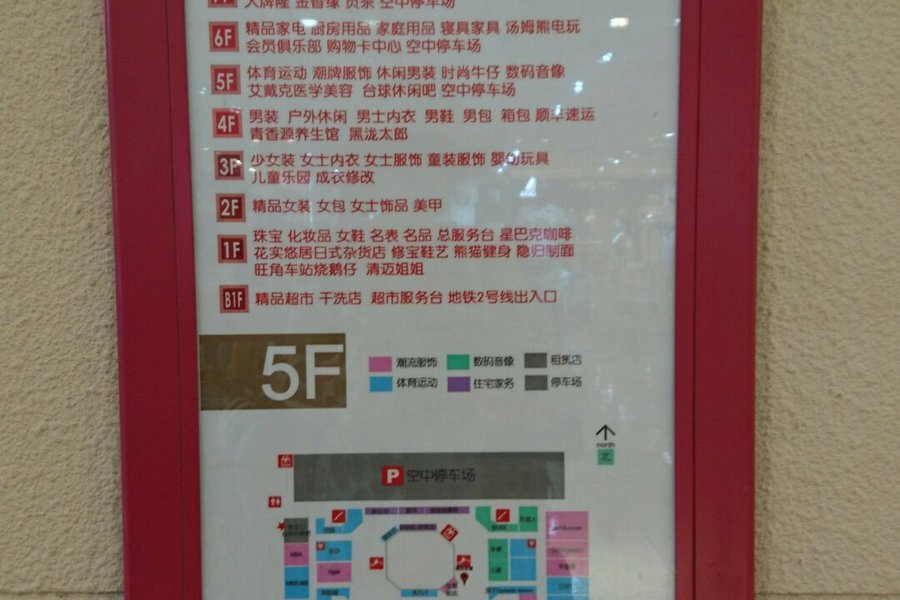 大牌隆 金香缘 贡茶 空中停车场
6F 精品家电 厨房用品 家庭用品 寝具家具 汤姆熊电玩
会员俱乐部 购物卡中心 空中停车场
5F 体育运动 潮牌服饰 休闲男装 时尚牛仔 数码音像
艾戴克医学美容 台球休闲吧 空中停车场
4F 男装 户外休闲 男士内衣 男鞋 男包 箱包 顺丰速运
青香源养生馆 黑泷太郎
3F 少女装 女士内衣 女士服饰 童装服饰 婴幼玩具
儿童乐园 成衣修改
2F 精品女装 女包 女士饰品 美甲
1F 珠宝 化妆品 女鞋 名表 名品 总服务台 星巴克咖啡
花实悠居日式杂货店 修宝鞋艺 熊猫健身 隐归制面
旺角车站烧鹅仔 清迈姐姐
B1F 精品超市 干洗店 超市服务台 地铁2号线出入口
5F
潮流服饰 数码音像 租赁店
体育运动 住宅家务 停车场
north
北
P 空中停车场